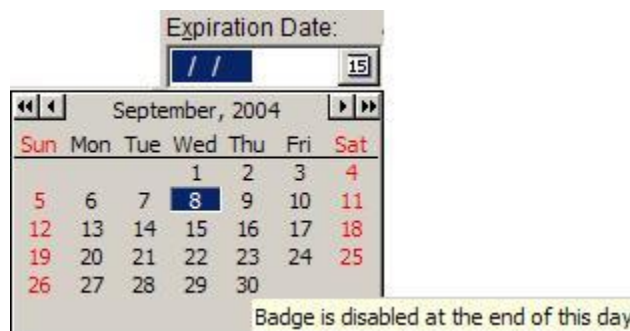 Expiration Date:
/ / 15
September, 2004
Sun Mon Tue Wed Thu Fri Sat
1 2 3 4
5 6 7 8 9 10 11
12 13 14 15 16 17 18
19 20 21 22 23 24 25
26 27 28 29 30
Badge is disabled at the end of this day